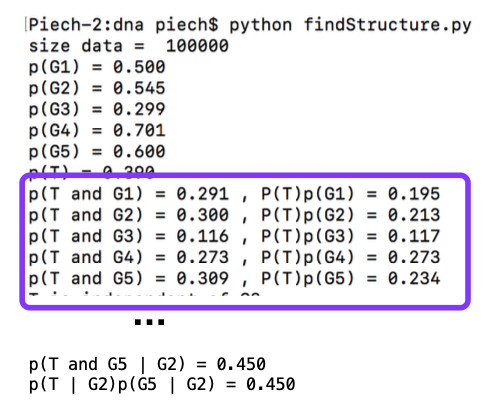 Piech-2:dna piech$ python findStructure.py
size data =  100000
p(G1) = 0.500
p(G2) = 0.545
p(G3) = 0.299
p(G4) = 0.701
p(G5) = 0.600
p(T) = 0.390
p(T and G1) = 0.291 , P(T)p(G1) = 0.195
p(T and G2) = 0.300 , P(T)p(G2) = 0.213
p(T and G3) = 0.116 , P(T)p(G3) = 0.117
p(T and G4) = 0.273 , P(T)p(G4) = 0.273
p(T and G5) = 0.309 , P(T)p(G5) = 0.234
...
p(T and G5 | G2) = 0.450
p(T | G2)p(G5 | G2) = 0.450